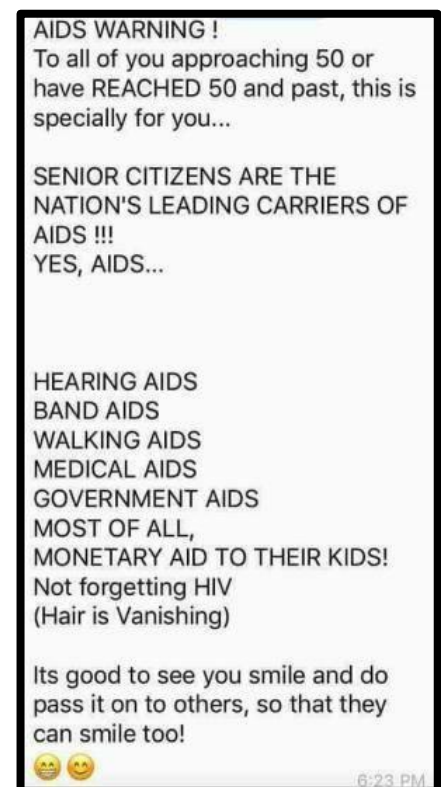 AIDS WARNING !
To all of you approaching 50 or
have REACHED 50 and past, this is
specially for you...
SENIOR CITIZENS ARE THE
NATION'S LEADING CARRIERS OF
AIDS !!!
YES, AIDS...
HEARING AIDS
BAND AIDS
WALKING AIDS
MEDICAL AIDS
GOVERNMENT AIDS
MOST OF ALL,
MONETARY AID TO THEIR KIDS!
Not forgetting HIV
(Hair is Vanishing)
Its good to see you smile and do
pass it on to others, so that they
can smile too!
😁😊
6:23 PM